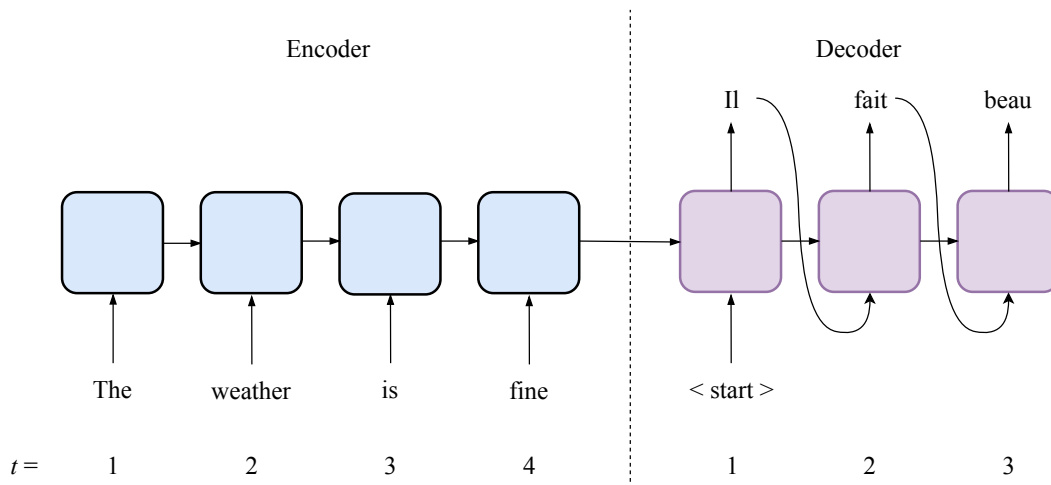 Encoder Decoder
Il fait beau
The weather is fine < start >
t = 1 2 3 4 1 2 3